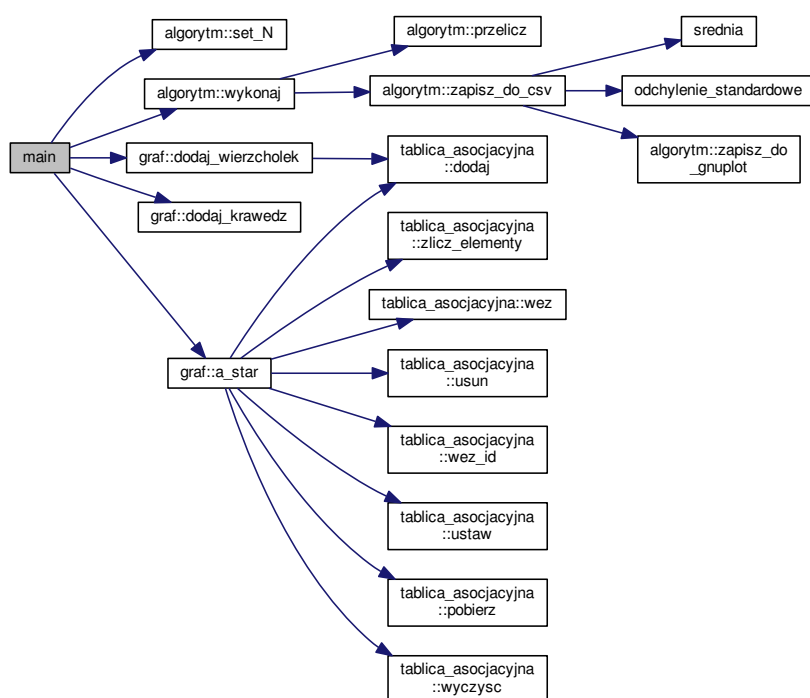 main
algorytm::set_N
algorytm::wykonaj
graf::dodaj_wierzcholek
graf::dodaj_krawedz
graf::a_star
algorytm::przelicz
algorytm::zapisz_do_csv
tablica_asocjacyjna
::dodaj
tablica_asocjacyjna
::zlicz_elementy
tablica_asocjacyjna::wez
tablica_asocjacyjna
::usun
tablica_asocjacyjna
::wez_id
tablica_asocjacyjna
::ustaw
tablica_asocjacyjna
::pobierz
tablica_asocjacyjna
::wyczysc
srednia
odchylenie_standardowe
algorytm::zapisz_do
_gnuplot